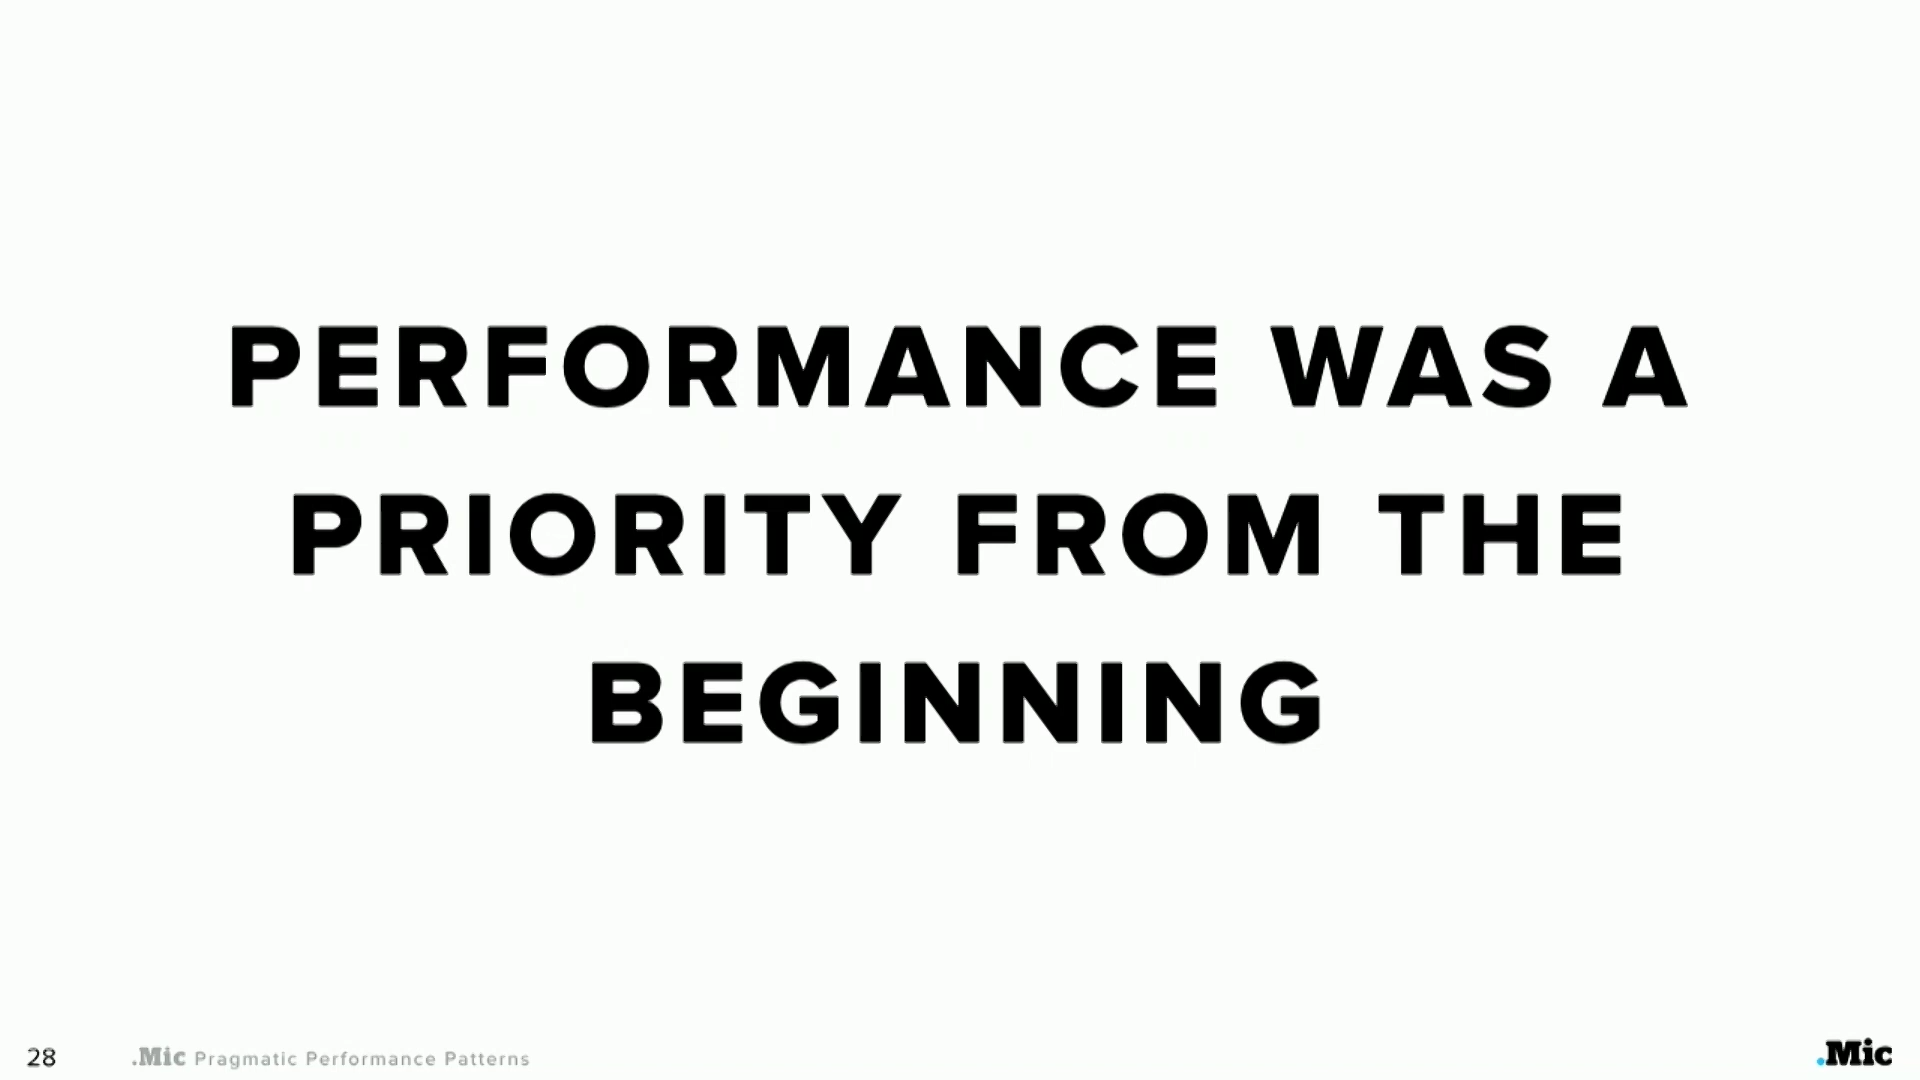 PERFORMANCE WAS A
PRIORITY FROM THE
BEGINNING
28 .Mic Pragmatic Performance Patterns
.Mic